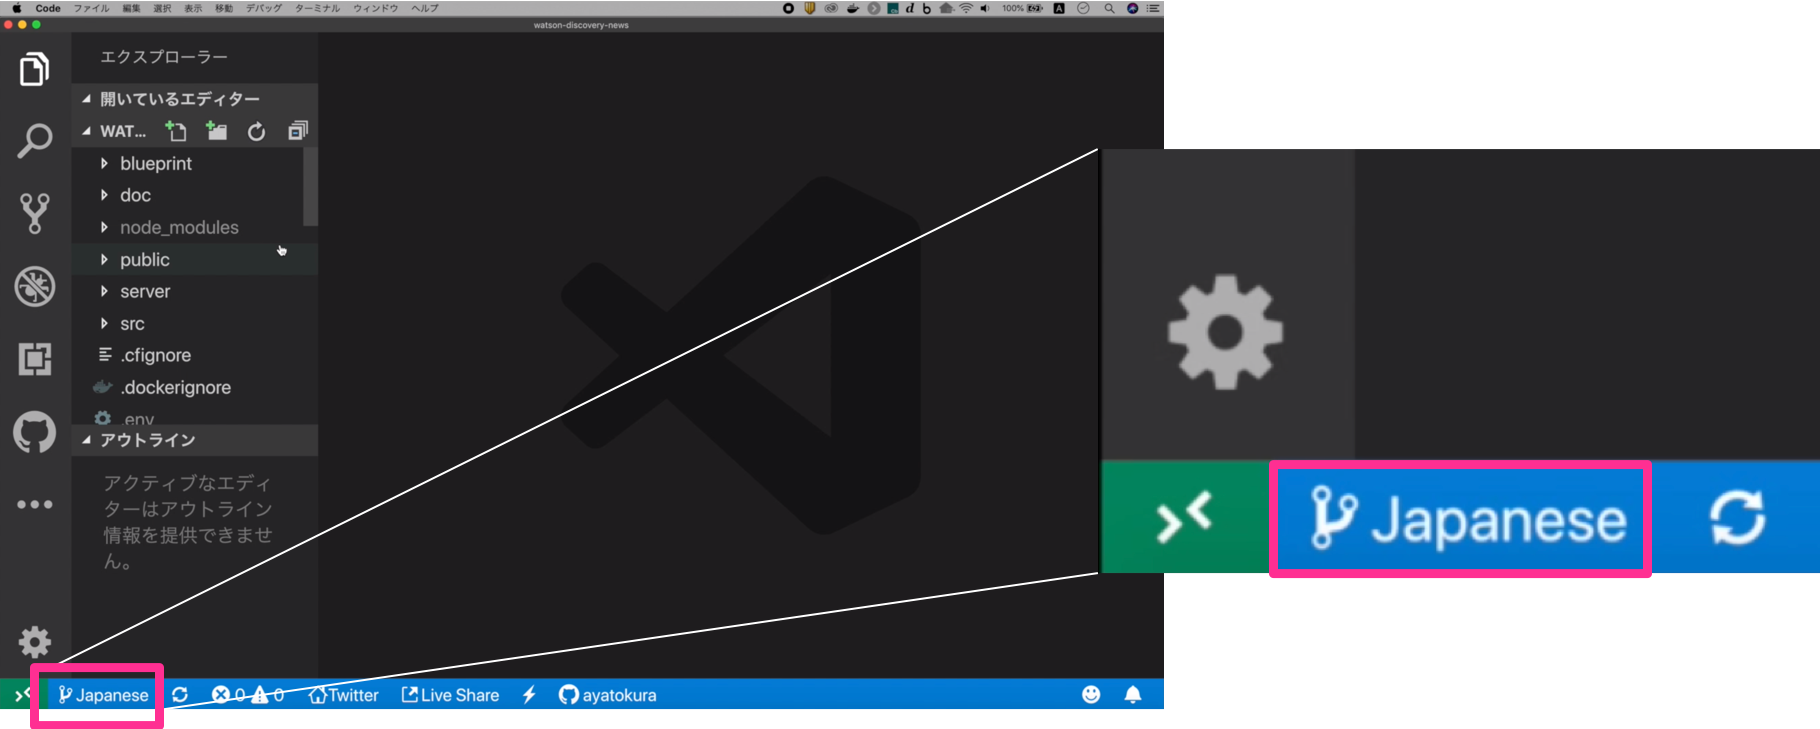 Code ファイル 編集 選択 表示 移動 デバッグ ターミナル ウィンドウ ヘルプ
100%
watson-discovery-news
エクスプローラー
開いているエディター
WAT...
blueprint
doc
node_modules
public
server
src
.cfignore
.dockerignore
.env
アウトライン
アクティブなエディ
ターはアウトライン
情報を提供できませ
ん。
Japanese 0 0 Twitter Live Share ayatokura
Japanese